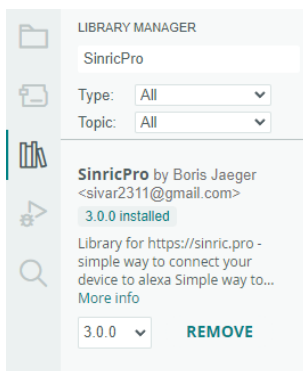 LIBRARY MANAGER
SinricPro
Type: All
Topic: All
SinricPro by Boris Jaeger
<sivar2311@gmail.com>
3.0.0 installed
Library for https://sinric.pro -
simple way to connect your
device to alexa Simple way to...
More info
3.0.0 REMOVE